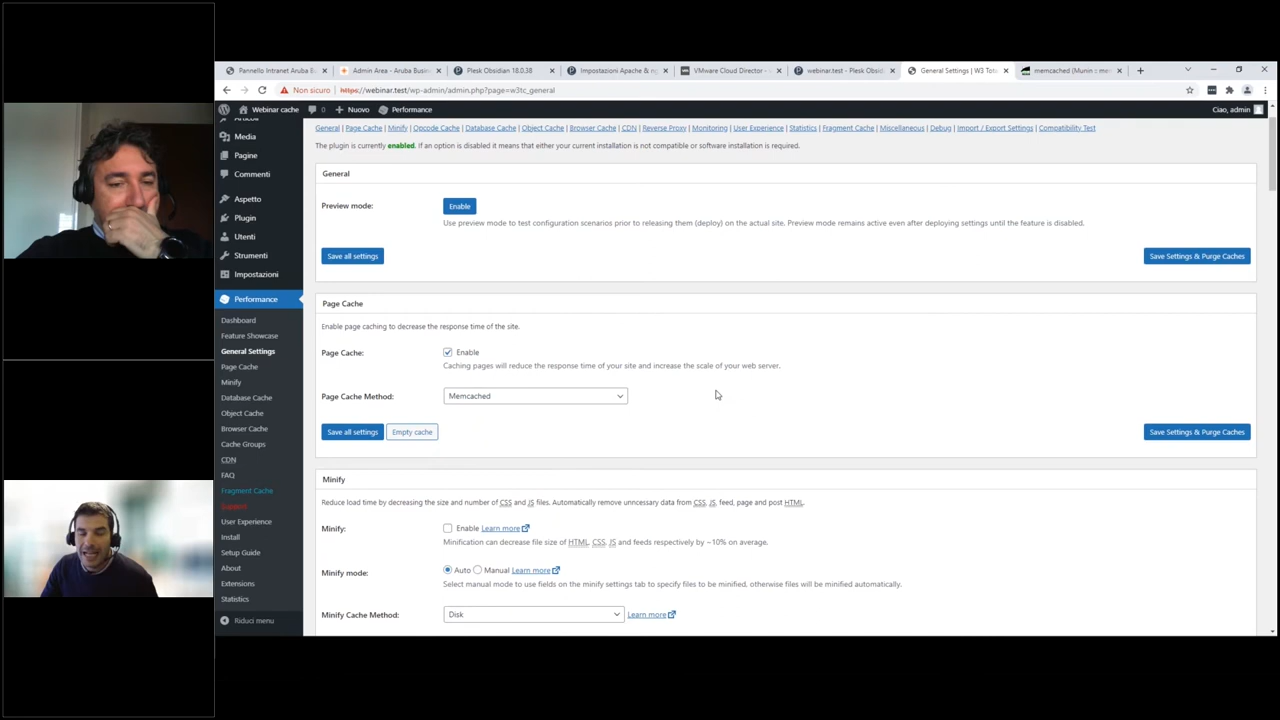 Pannello Intranet Aruba Bu
Admin Area - Aruba Busine
Plesk Obsidian 18.0.38
Impostazioni Apache & ng
VMware Cloud Director -
webinar.test - Plesk Obsidi
General Settings | W3 Tota
memcached (Munin :: mem
Non sicuro
https://webinar.test/wp-admin/admin.php?page=w3tc_general
Webinar cache
0
Nuovo
Performance
Ciao, admin
Articoli
Media
Pagine
Commenti
Aspetto
Plugin
Utenti
Strumenti
Impostazioni
Performance
Dashboard
Feature Showcase
General Settings
Page Cache
Minify
Database Cache
Object Cache
Browser Cache
Cache Groups
CDN
FAQ
Fragment Cache
Support
User Experience
Install
Setup Guide
About
Extensions
Statistics
Riduci menu
General | Page Cache | Minify | Opcode Cache | Database Cache | Object Cache | Browser Cache | CDN | Reverse Proxy | Monitoring | User Experience | Statistics | Fragment Cache | Miscellaneous | Debug | Import / Export Settings | Compatibility Test
The plugin is currently enabled. If an option is disabled it means that either your current installation is not compatible or software installation is required.
General
Preview mode:
Enable
Use preview mode to test configuration scenarios prior to releasing them (deploy) on the actual site. Preview mode remains active even after deploying settings until the feature is disabled.
Save all settings
Save Settings & Purge Caches
Page Cache
Enable page caching to decrease the response time of the site.
Page Cache:
Enable
Caching pages will reduce the response time of your site and increase the scale of your web server.
Page Cache Method:
Memcached
Save all settings
Empty cache
Save Settings & Purge Caches
Minify
Reduce load time by decreasing the size and number of CSS and JS files. Automatically remove unncessary data from CSS, JS, feed, page and post HTML.
Minify:
Enable Learn more
Minification can decrease file size of HTML, CSS, JS and feeds respectively by ~10% on average.
Minify mode:
Auto
Manual Learn more
Select manual mode to use fields on the minify settings tab to specify files to be minified, otherwise files will be minified automatically.
Minify Cache Method:
Disk
Learn more